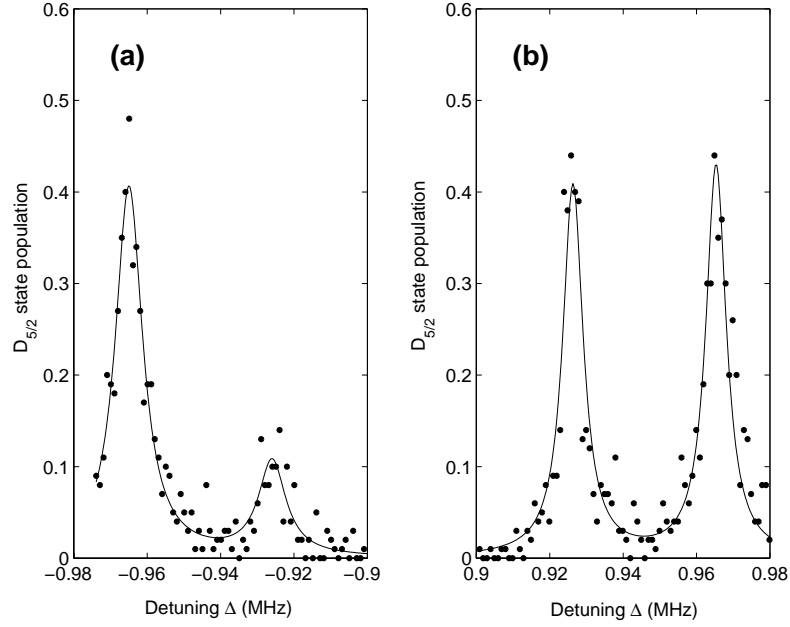 (a)
0.6
0.5
0.4
0.3
0.2
0.1
0
D5/2 state population
−0.98 −0.96 −0.94 −0.92 −0.9
Detuning Δ (MHz)
(b)
0.6
0.5
0.4
0.3
0.2
0.1
0
D5/2 state population
0.9 0.92 0.94 0.96 0.98
Detuning Δ (MHz)